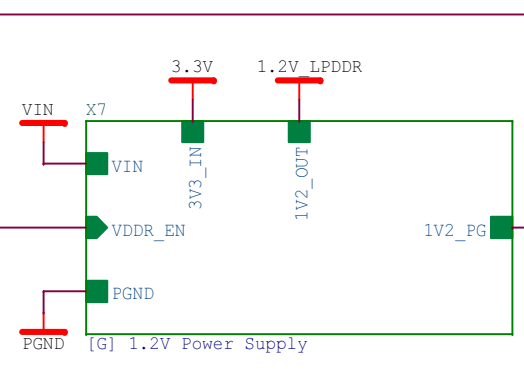 3.3V
1.2V_LPDDR
VIN
X7
3V3_IN
1V2_OUT
VIN
VDDR_EN
1V2_PG
PGND
PGND
[G] 1.2V Power Supply